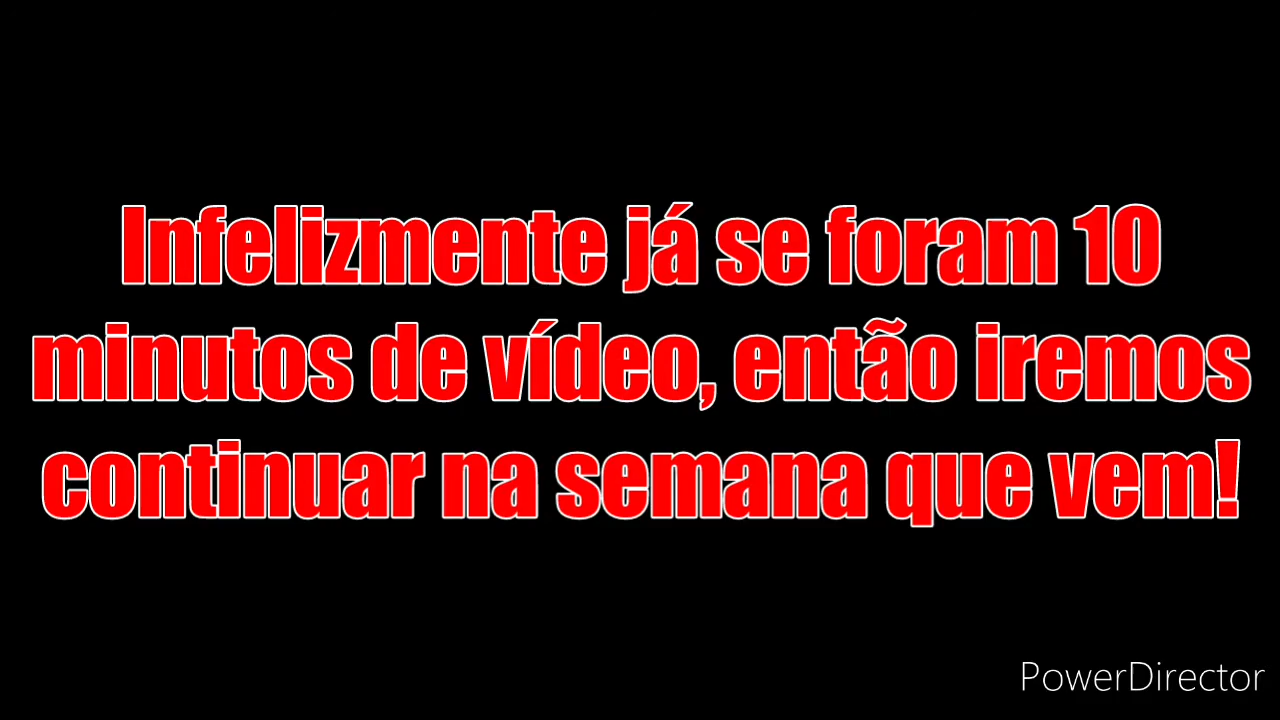 Infelizmente já se foram 10
minutos de vídeo, então iremos
continuar na semana que vem!
PowerDirector